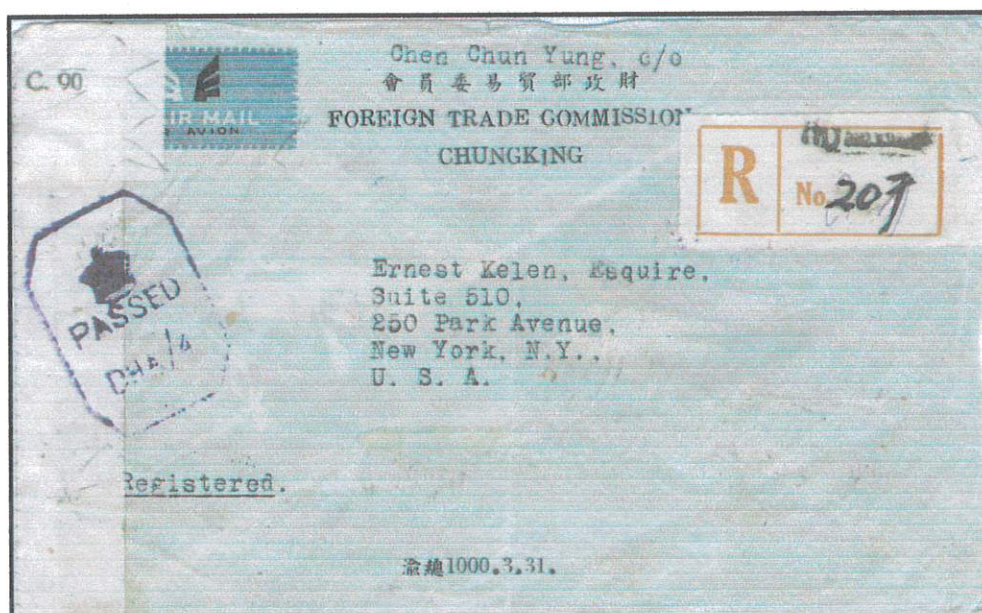 C. 90
AIR MAIL
AVION
Chen Chun Yung, c/o
會員委易貿部政財
FOREIGN TRADE COMMISSION
CHUNGKING
R
No. 207
PASSED
DHA/4
Ernest Kelen, Esquire,
Suite 510,
250 Park Avenue,
New York, N.Y.,
U. S. A.
Registered.
渝總1000.3.31.